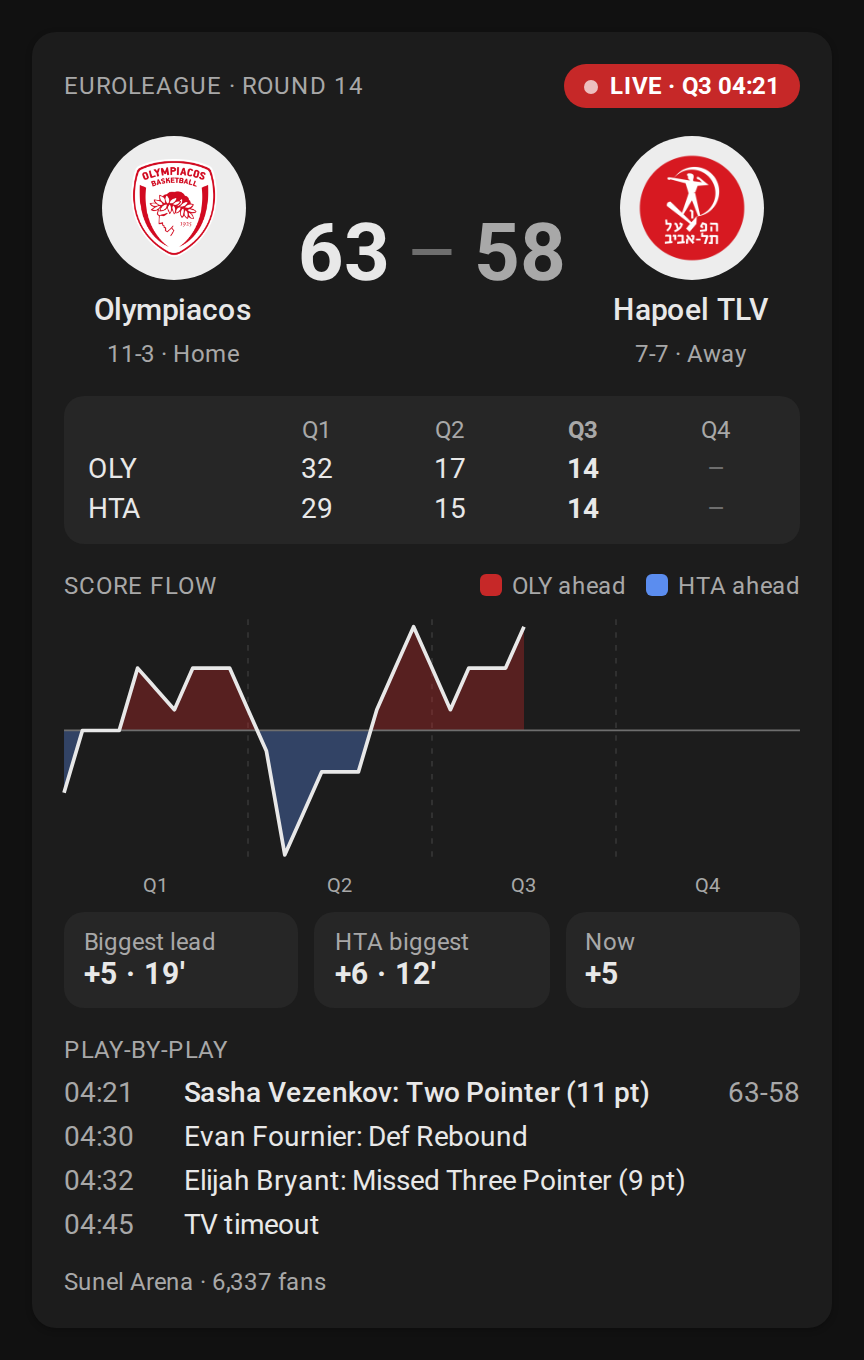 EUROLEAGUE · ROUND 14
LIVE · Q3 04:21
OLYMPIACOS
BASKETBALL
1925
הפועל
תל-אביב
63 – 58
Olympiacos
Hapoel TLV
11-3 · Home
7-7 · Away
Q1 Q2 Q3 Q4
OLY 32 17 14 –
HTA 29 15 14 –
SCORE FLOW
OLY ahead
HTA ahead
Q1 Q2 Q3 Q4
Biggest lead
+5 · 19'
HTA biggest
+6 · 12'
Now
+5
PLAY-BY-PLAY
04:21 Sasha Vezenkov: Two Pointer (11 pt) 63-58
04:30 Evan Fournier: Def Rebound
04:32 Elijah Bryant: Missed Three Pointer (9 pt)
04:45 TV timeout
Sunel Arena · 6,337 fans